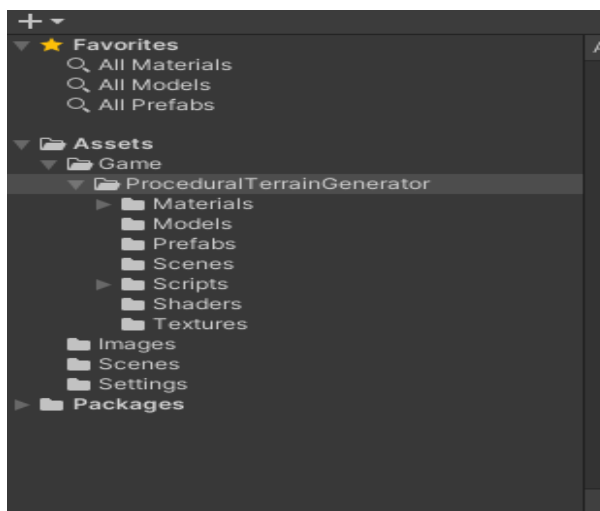 Favorites
All Materials
All Models
All Prefabs
Assets
Game
ProceduralTerrainGenerator
Materials
Models
Prefabs
Scenes
Scripts
Shaders
Textures
Images
Scenes
Settings
Packages